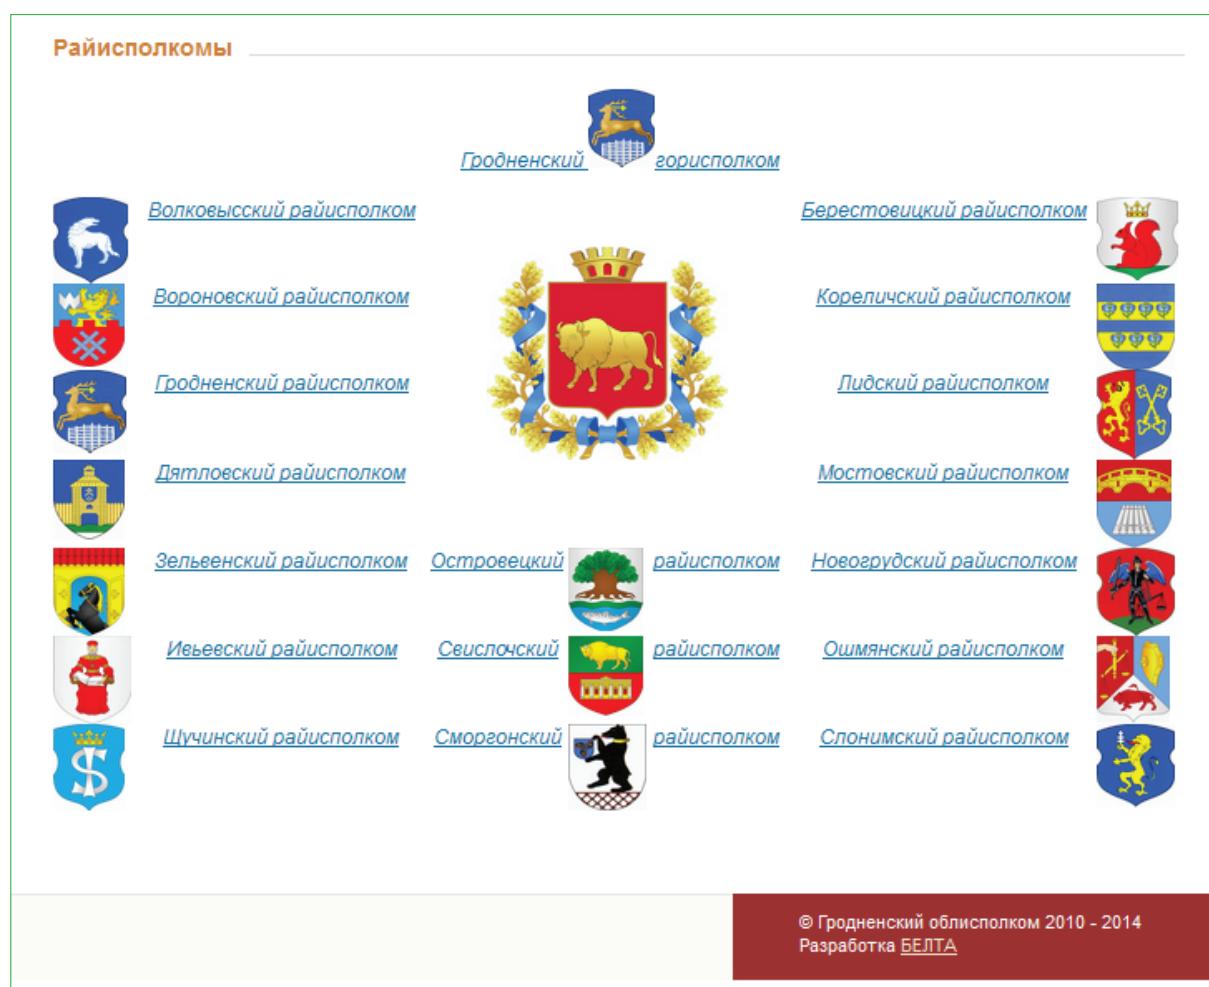 Райисполкомы
Гродненский горисполком
Волковысский райисполком
Берестовицкий райисполком
Вороновский райисполком
Кореличский райисполком
Гродненский райисполком
Лидский райисполком
Дятловский райисполком
Мостовский райисполком
Зельвенский райисполком
Островецкий райисполком
Новогрудский райисполком
Ивьевский райисполком
Свислочский райисполком
Ошмянский райисполком
Щучинский райисполком
Сморгонский райисполком
Слонимский райисполком
© Гродненский облисполком 2010 - 2014
Разработка БЕЛТА